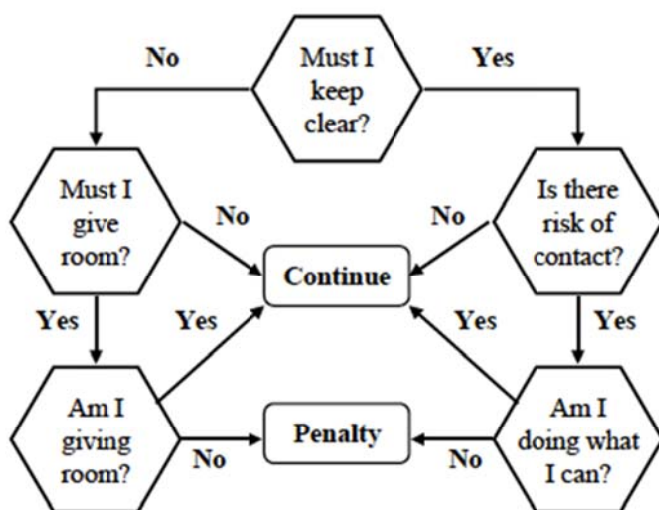 No
Must I
keep
clear?
Yes
Must I
give
room?
No
No
Is there
risk of
contact?
Continue
Yes
Yes
Yes
Yes
Am I
giving
room?
No
Penalty
No
Am I
doing what
I can?